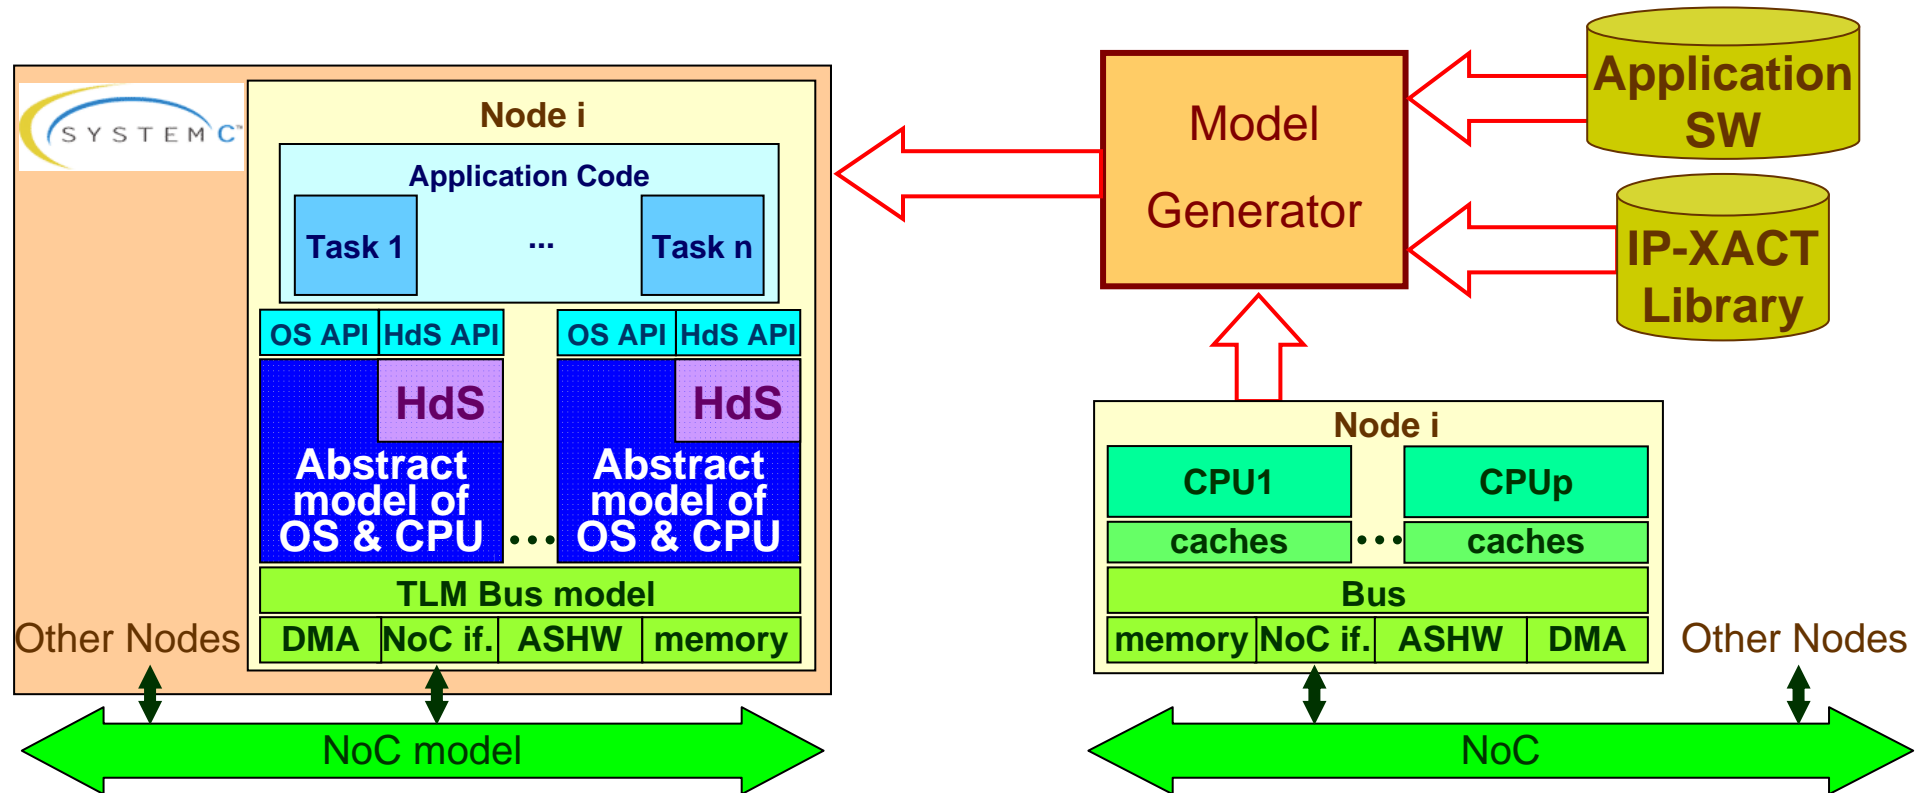 SYSTEM C™
Node i
Application Code
Task 1
...
Task n
OS API
HdS API
OS API
HdS API
HdS
HdS
Abstract
model of
OS & CPU
...
Abstract
model of
OS & CPU
TLM Bus model
DMA
NoC if.
ASHW
memory
Other Nodes
NoC model
Model
Generator
Application
SW
IP-XACT
Library
Node i
CPU1
CPUp
caches
...
caches
Bus
memory
NoC if.
ASHW
DMA
Other Nodes
NoC